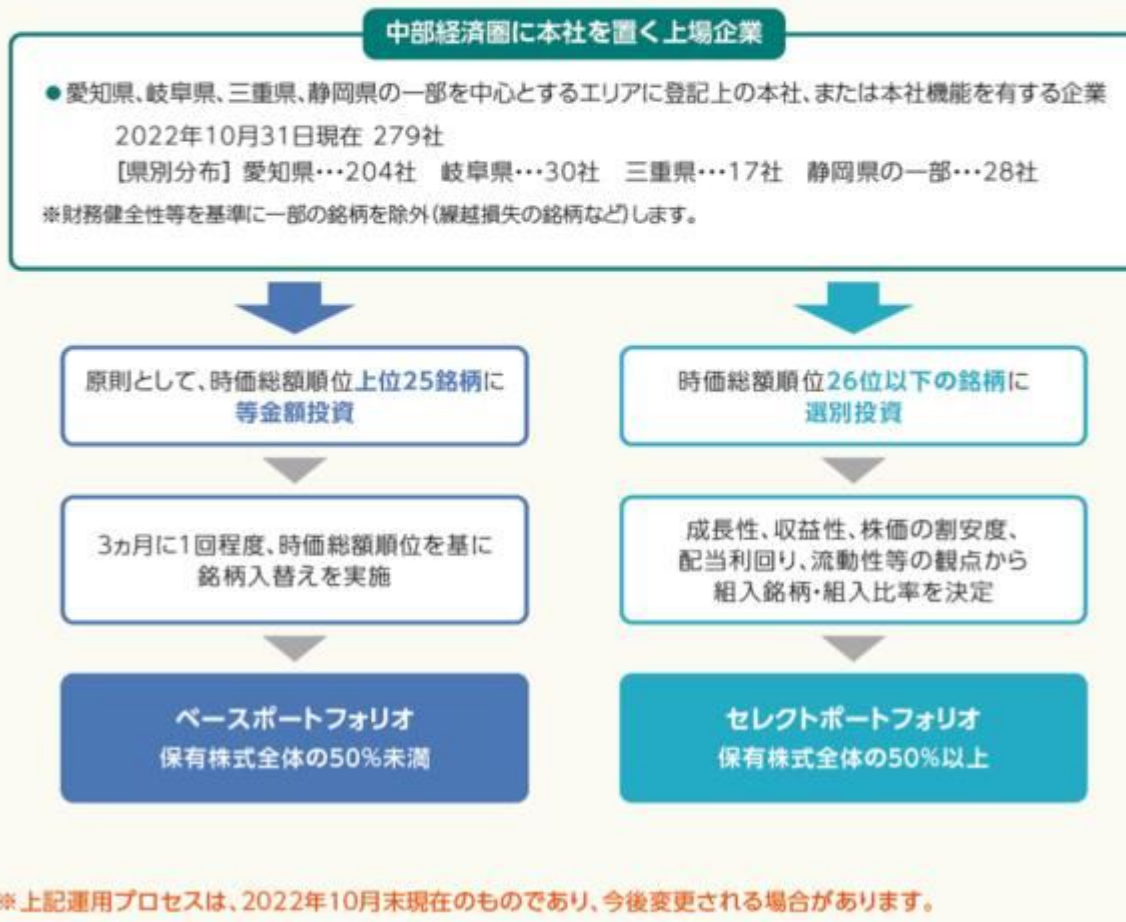 中部経済圏に本社を置く上場企業
●愛知県、岐阜県、三重県、静岡県の一部を中心とするエリアに登記上の本社、または本社機能を有する企業
2022年10月31日現在 279社
[県別分布] 愛知県･･･204社　岐阜県･･･30社　三重県･･･17社　静岡県の一部･･･28社
※財務健全性等を基準に一部の銘柄を除外(繰越損失の銘柄など)します。
原則として、時価総額順位上位25銘柄に
等金額投資
3ヵ月に1回程度、時価総額順位を基に
銘柄入替えを実施
ベースポートフォリオ
保有株式全体の50%未満
時価総額順位26位以下の銘柄に
選別投資
成長性、収益性、株価の割安度、
配当利回り、流動性等の観点から
組入銘柄・組入比率を決定
セレクトポートフォリオ
保有株式全体の50%以上
※上記運用プロセスは、2022年10月末現在のものであり、今後変更される場合があります。